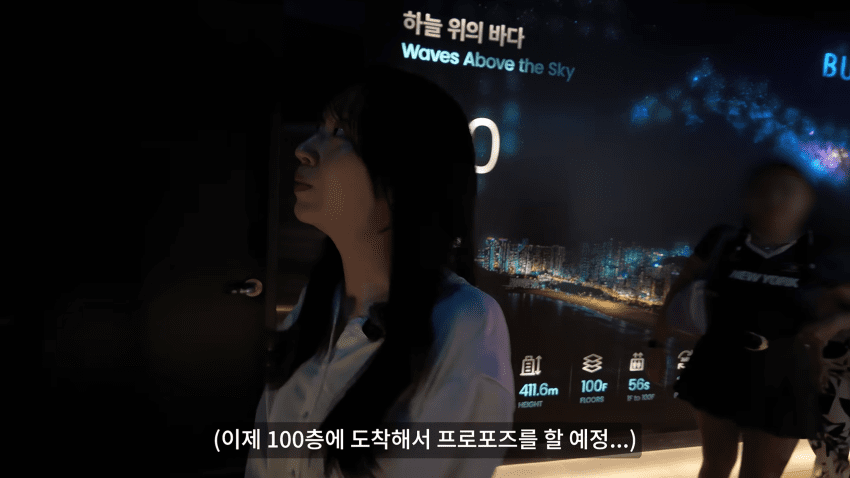 하늘 위의 바다
Waves Above the Sky
BU
0
NEW YORK
411.6m
HEIGHT
100F
FLOORS
56s
1F to 100F
(이제 100층에 도착해서 프로포즈를 할 예정...)